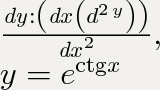 \frac{dy:\left(dx\left(d^{2\,y}\right)\right)}{dx^2},
y = e^{\operatorname{ctg} x}